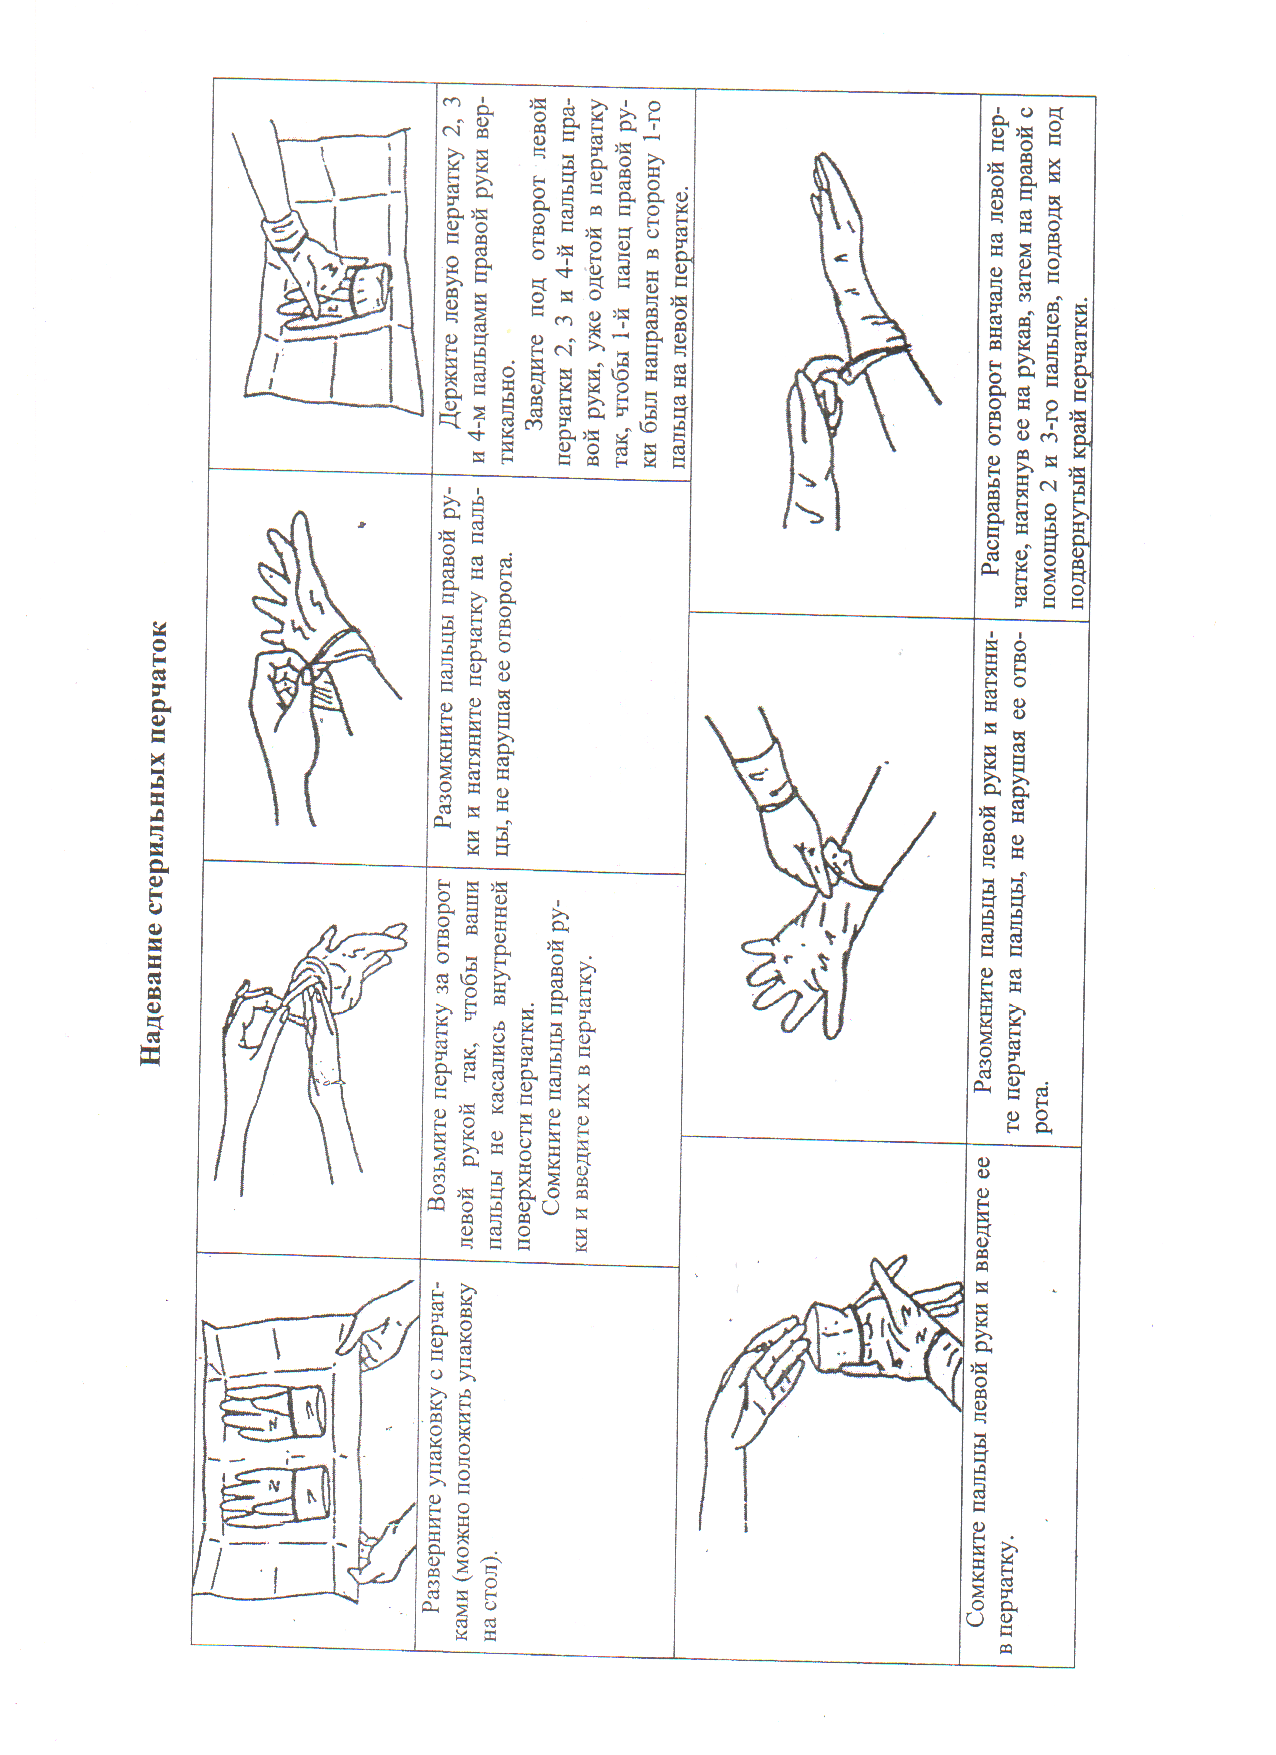 Надевание стерильных перчаток
Разверните упаковку с перчат-
ками (можно положить упаковку
на стол).
Возьмите перчатку за отворот
левой рукой так, чтобы ваши
пальцы не касались внутренней
поверхности перчатки.
Сомкните пальцы правой ру-
ки и введите их в перчатку.
Разомкните пальцы правой ру-
ки и натяните перчатку на паль-
цы, не нарушая ее отворота.
Держите левую перчатку 2, 3
и 4-м пальцами правой руки вер-
тикально.
Заведите под отворот левой
перчатки 2, 3 и 4-й пальцы пра-
вой руки, уже одетой в перчатку
так, чтобы 1-й палец правой ру-
ки был направлен в сторону 1-го
пальца на левой перчатке.
Сомкните пальцы левой руки и введите ее
в перчатку.
Разомкните пальцы левой руки и натяни-
те перчатку на пальцы, не нарушая ее отво-
рота.
Расправьте отворот вначале на левой пер-
чатке, натянув ее на рукав, затем на правой с
помощью 2 и 3-го пальцев, подводя их под
подвернутый край перчатки.